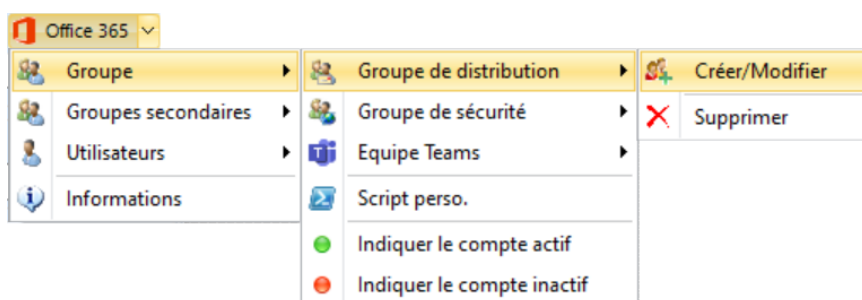 Office 365
Groupe
Groupes secondaires
Utilisateurs
Informations
Groupe de distribution
Groupe de sécurité
Equipe Teams
Script perso.
Indiquer le compte actif
Indiquer le compte inactif
Créer/Modifier
Supprimer